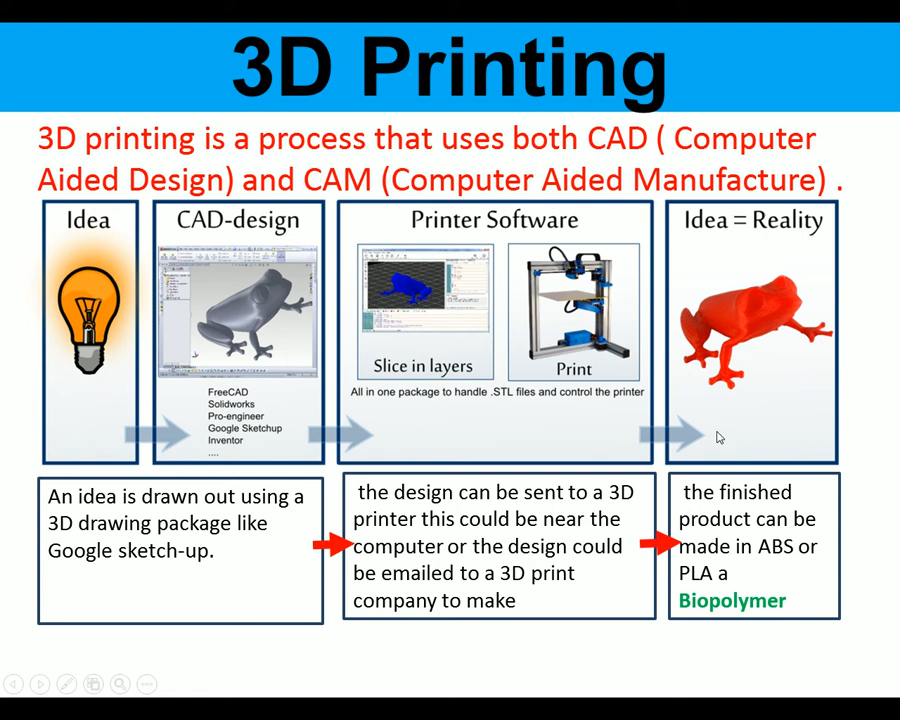 3D Printing
3D printing is a process that uses both CAD ( Computer
Aided Design) and CAM (Computer Aided Manufacture) .
Idea
CAD-design
FreeCAD
Solidworks
Pro-engineer
Google Sketchup
Inventor
....
Printer Software
Slice in layers
Print
All in one package to handle .STL files and control the printer
Idea = Reality
An idea is drawn out using a
3D drawing package like
Google sketch-up.
the design can be sent to a 3D
printer this could be near the
computer or the design could
be emailed to a 3D print
company to make
the finished
product can be
made in ABS or
PLA a
Biopolymer